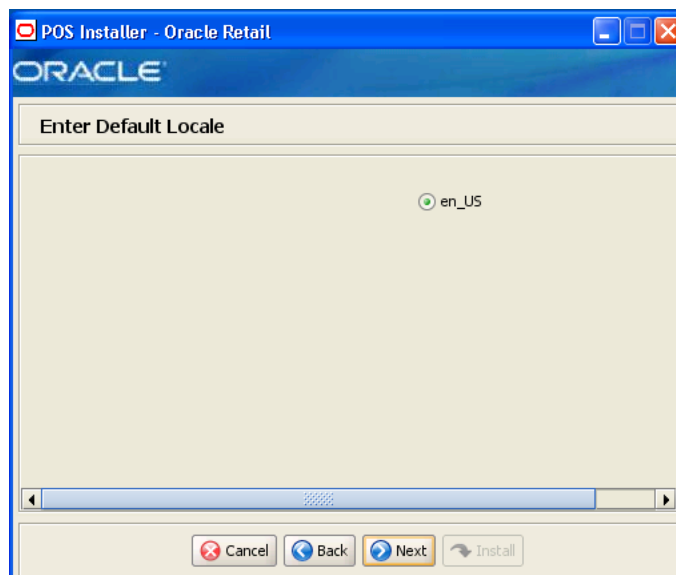 POS Installer - Oracle Retail
ORACLE
Enter Default Locale
en_US
Cancel Back Next Install